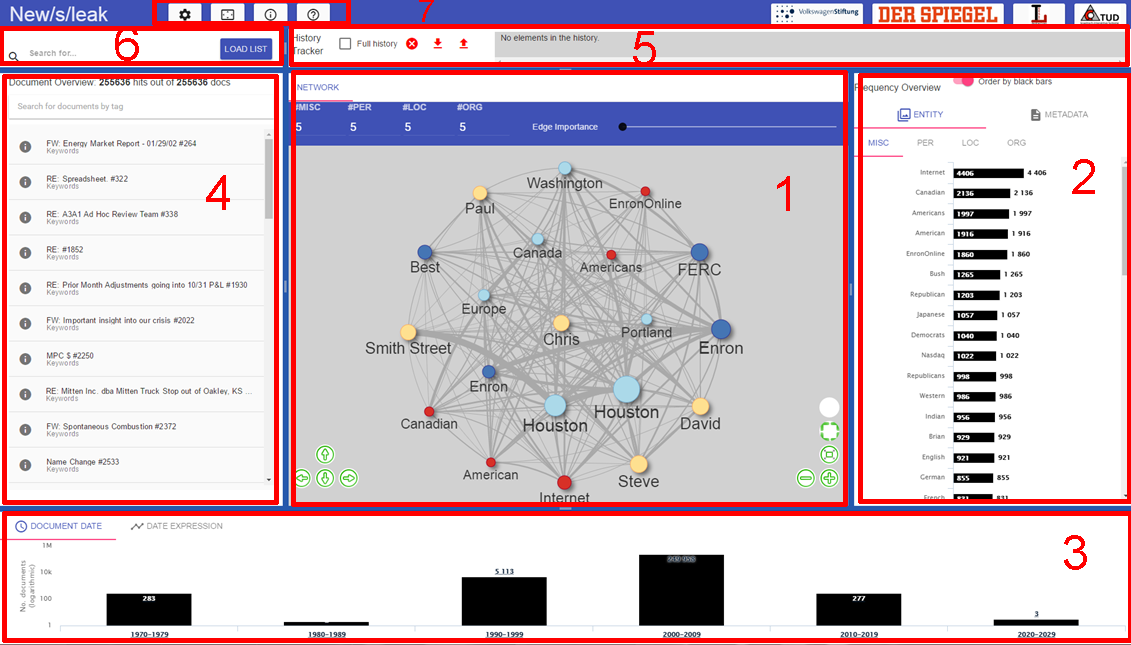 New/s/leak
7
VolkswagenStiftung
DER SPIEGEL
L
TUD
Search for...
LOAD LIST
6
History
Tracker
Full history
No elements in the history.
5
Document Overview: 255636 hits out of 255636 docs
Search for documents by tag
FW: Energy Market Report - 01/29/02 #264
Keywords
RE: Spreadsheet. #322
Keywords
RE: A3A1 Ad Hoc Review Team #338
Keywords
RE: #1852
Keywords
RE: Prior Month Adjustments going into 10/31 P&L #1930
Keywords
FW: Important insight into our crisis #2022
Keywords
MPC $ #2250
Keywords
RE: Mitten Inc. dba Mitten Truck Stop out of Oakley, KS ...
Keywords
FW: Spontaneous Combustion #2372
Keywords
Name Change #2533
Keywords
4
NETWORK
#MISC #PER #LOC #ORG
5 5 5 5
Edge Importance
1
Washington
Paul
EnronOnline
Canada
Best
Americans
FERC
Europe
Chris
Portland
Smith Street
Enron
Enron
Houston
Houston
Canadian
David
American
Steve
Internet
Frequency Overview
Order by black bars
ENTITY METADATA
MISC PER LOC ORG
2
Internet 4406 4 406
Canadian 2136 2 136
Americans 1997 1 997
American 1916 1 916
EnronOnline 1860 1 860
Bush 1265 1 265
Republican 1203 1 203
Japanese 1057 1 057
Democrats 1040 1 040
Nasdaq 1022 1 022
Republicans 998 998
Western 986 986
Indian 956 956
Brian 929 929
English 921 921
German 855 855
French 831 831
DOCUMENT DATE DATE EXPRESSION
3
No. documents
(logarithmic)
1M
10k
100
1
283
5 113
249 955
277
3
1970-1979 1980-1989 1990-1999 2000-2009 2010-2019 2020-2029